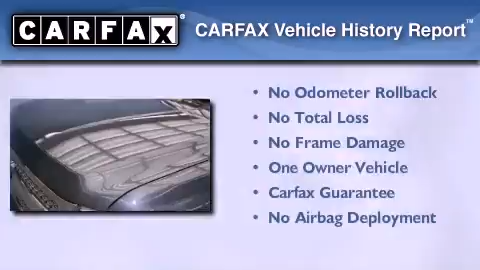 CARFAX® CARFAX Vehicle History Report™
• No Odometer Rollback
• No Total Loss
• No Frame Damage
• One Owner Vehicle
• Carfax Guarantee
• No Airbag Deployment